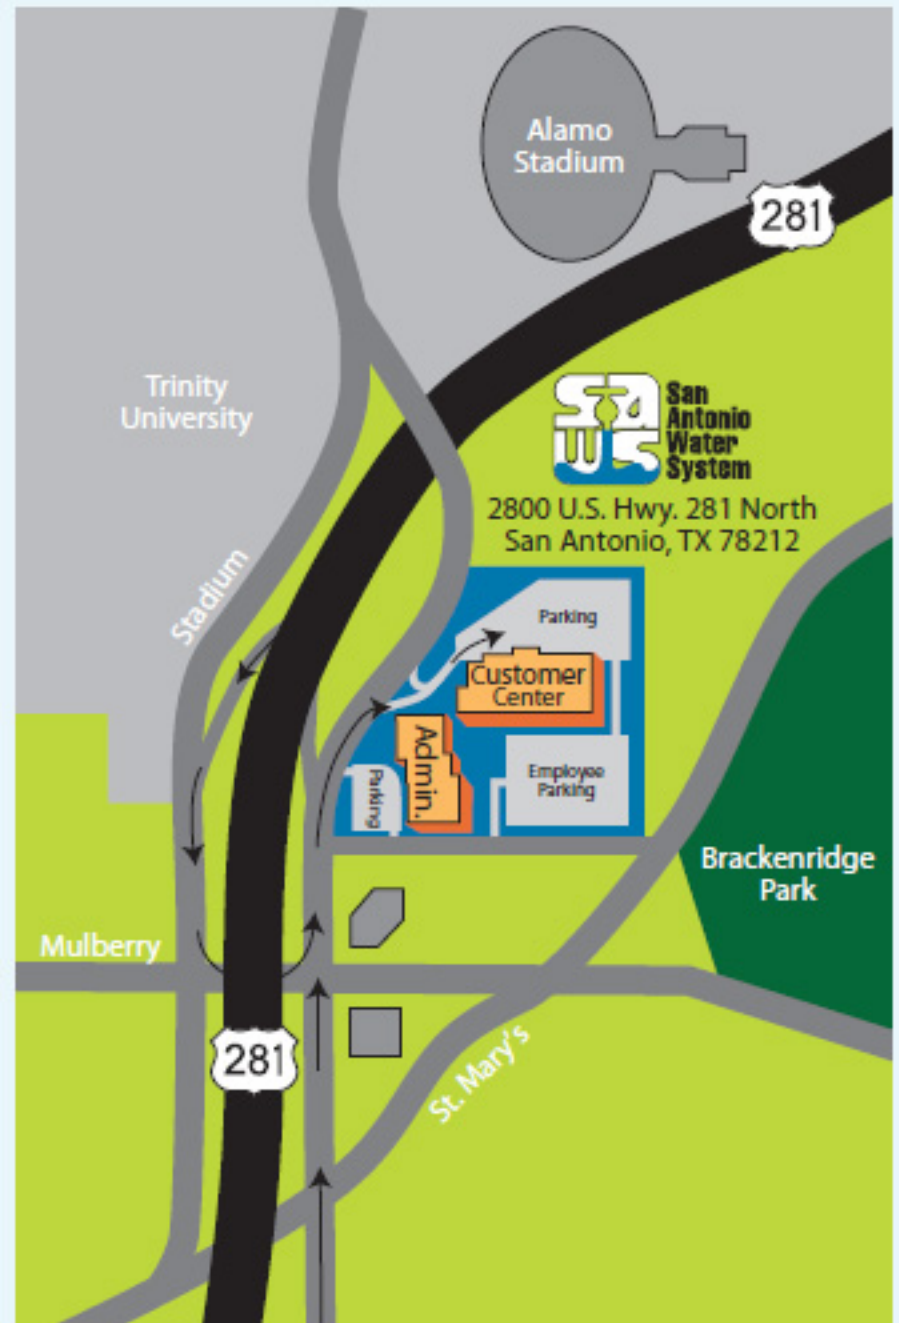 Alamo
Stadium
281
Trinity
University
SAWS
San
Antonio
Water
System
2800 U.S. Hwy. 281 North
San Antonio, TX 78212
Stadium
Parking
Customer
Center
Admin.
Parking
Employee
Parking
Brackenridge
Park
Mulberry
281
St. Mary's